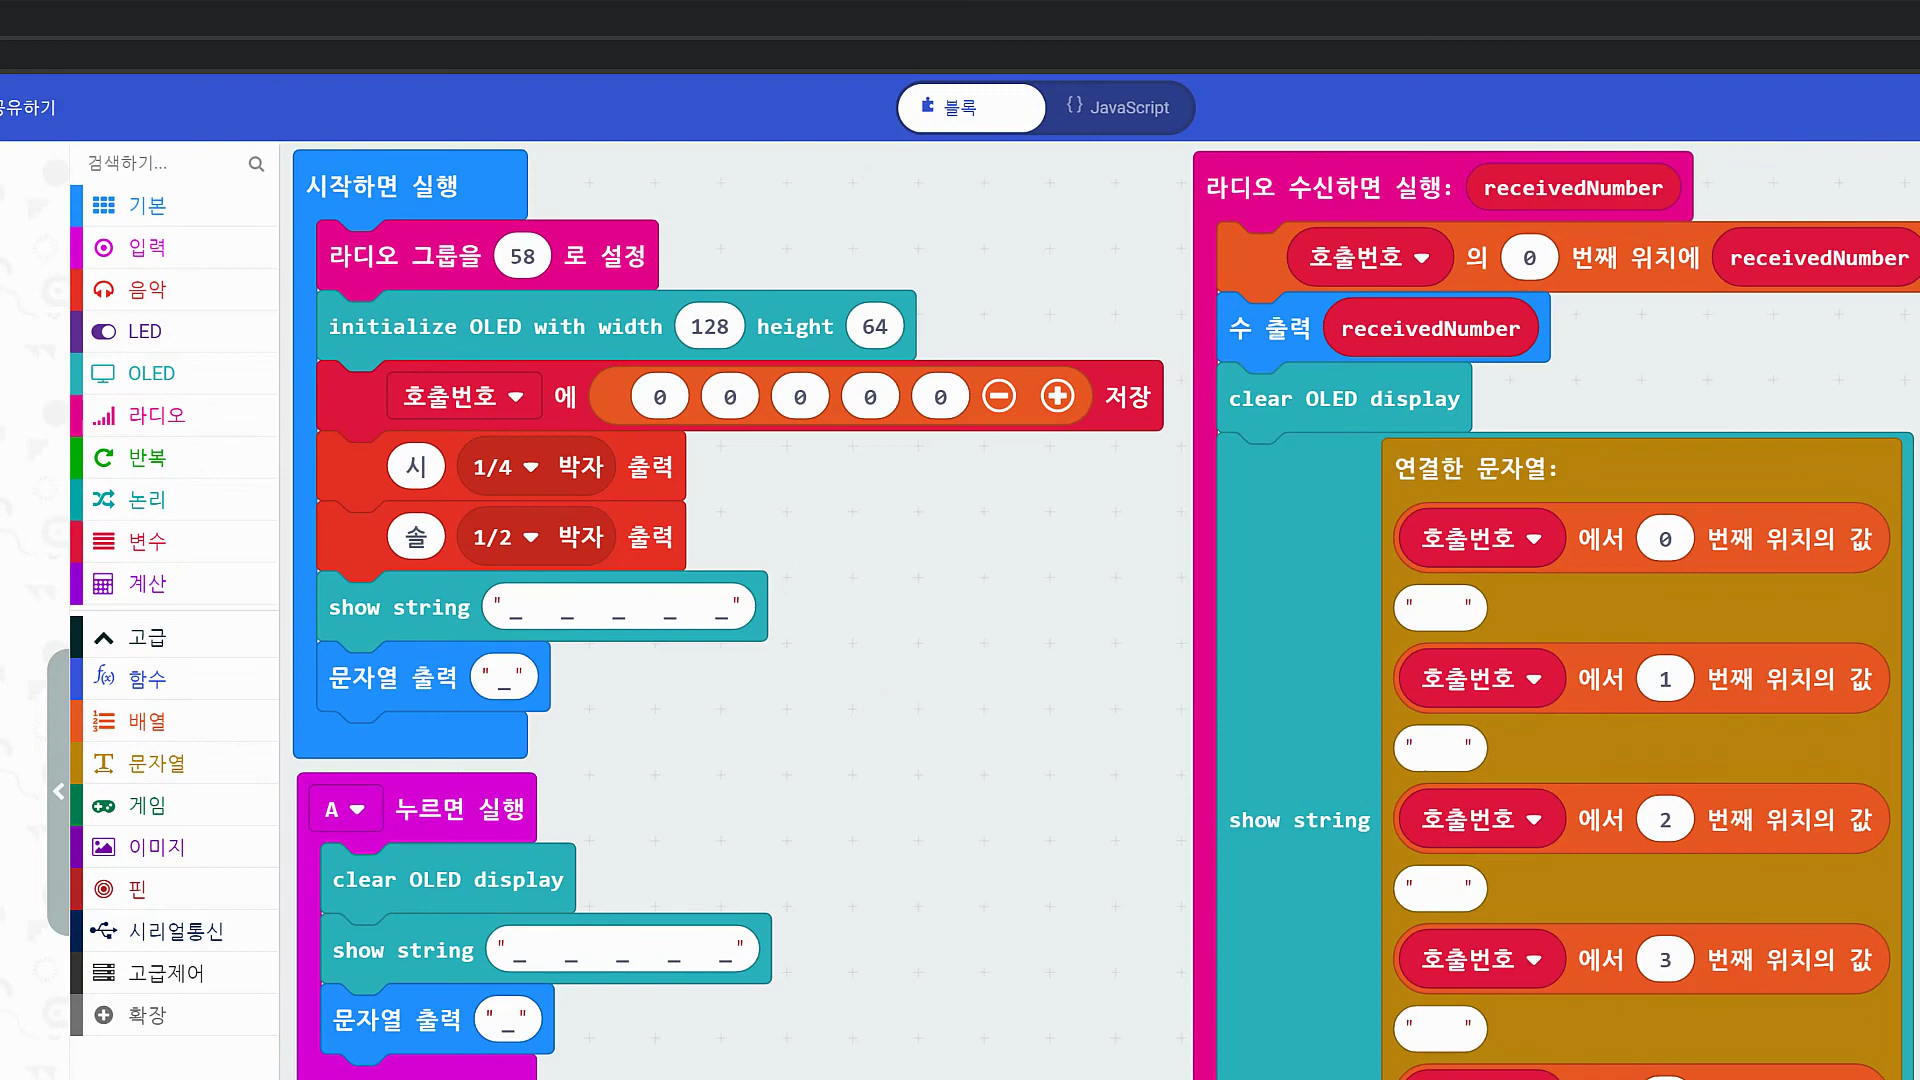 공유하기
블록
{} JavaScript
검색하기...
기본
입력
음악
LED
OLED
라디오
반복
논리
변수
계산
고급
함수
배열
문자열
게임
이미지
핀
시리얼통신
고급제어
확장
시작하면 실행
라디오 그룹을 58 로 설정
initialize OLED with width 128 height 64
호출번호 에 0 0 0 0 0 저장
시 1/4 박자 출력
솔 1/2 박자 출력
show string "_ _ _ _ _"
문자열 출력 "_"
A 누르면 실행
clear OLED display
show string "_ _ _ _ _"
문자열 출력 "_"
라디오 수신하면 실행: receivedNumber
호출번호 의 0 번째 위치에 receivedNumber
수 출력 receivedNumber
clear OLED display
show string
연결한 문자열:
호출번호 에서 0 번째 위치의 값
" "
호출번호 에서 1 번째 위치의 값
" "
호출번호 에서 2 번째 위치의 값
" "
호출번호 에서 3 번째 위치의 값
" "